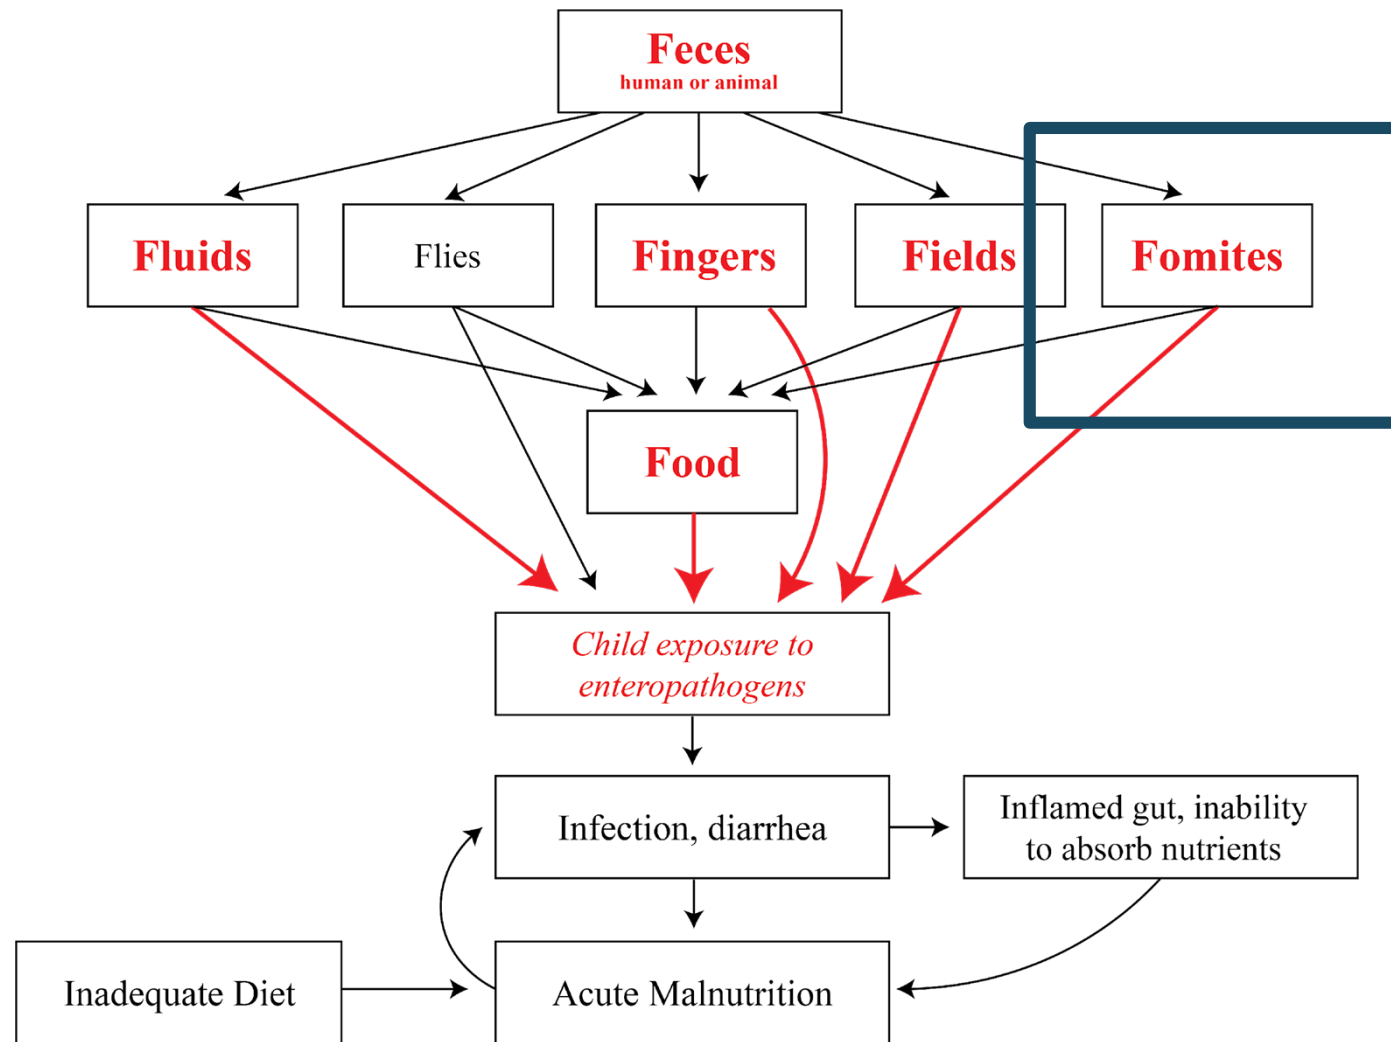 Feces
human or animal
Fluids
Flies
Fingers
Fields
Fomites
Food
Child exposure to
enteropathogens
Infection, diarrhea
Inflamed gut, inability
to absorb nutrients
Inadequate Diet
Acute Malnutrition